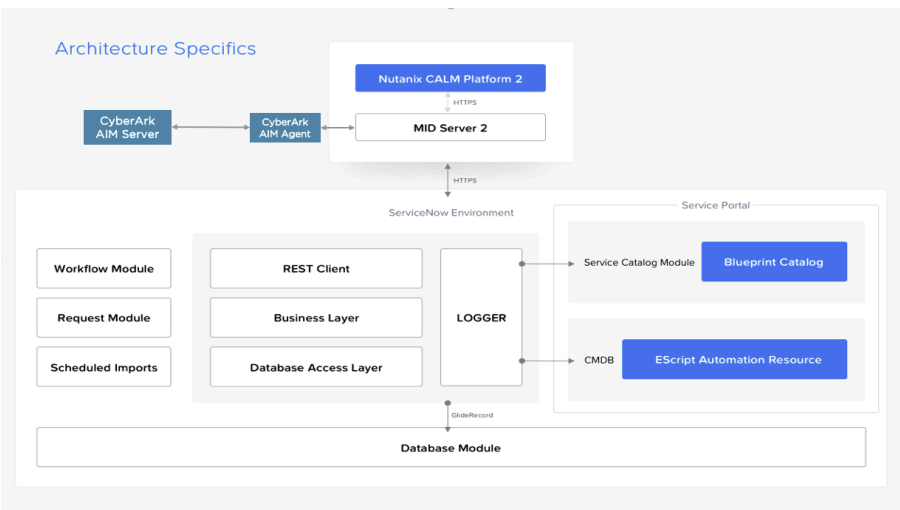 Architecture Specifics
Nutanix CALM Platform 2
HTTPS
CyberArk
AIM Server
CyberArk
AIM Agent
MID Server 2
HTTPS
ServiceNow Environment
Service Portal
Workflow Module
REST Client
Service Catalog Module
Blueprint Catalog
Request Module
Business Layer
LOGGER
Scheduled Imports
Database Access Layer
CMDB
EScript Automation Resource
GlideRecord
Database Module